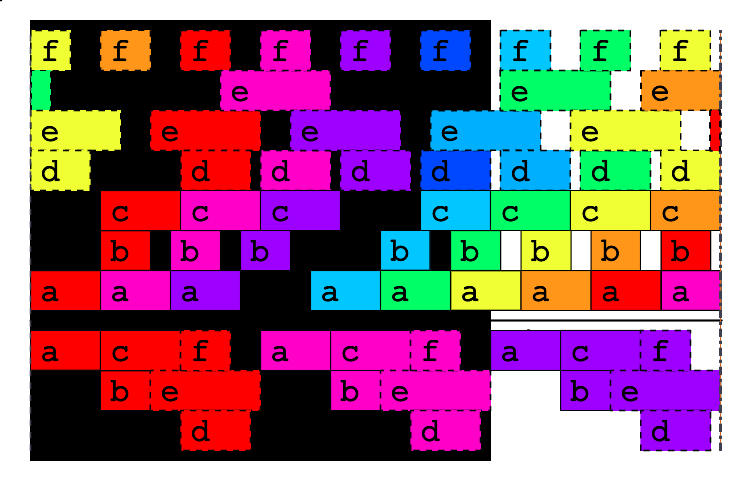 f f f f f f f f f
e e e
e e e e e
d d d d d d d d
c c c c c c c
b b b b b b b b
a a a a a a a a a
a c f a c f a c f
b e b e b e
d d d